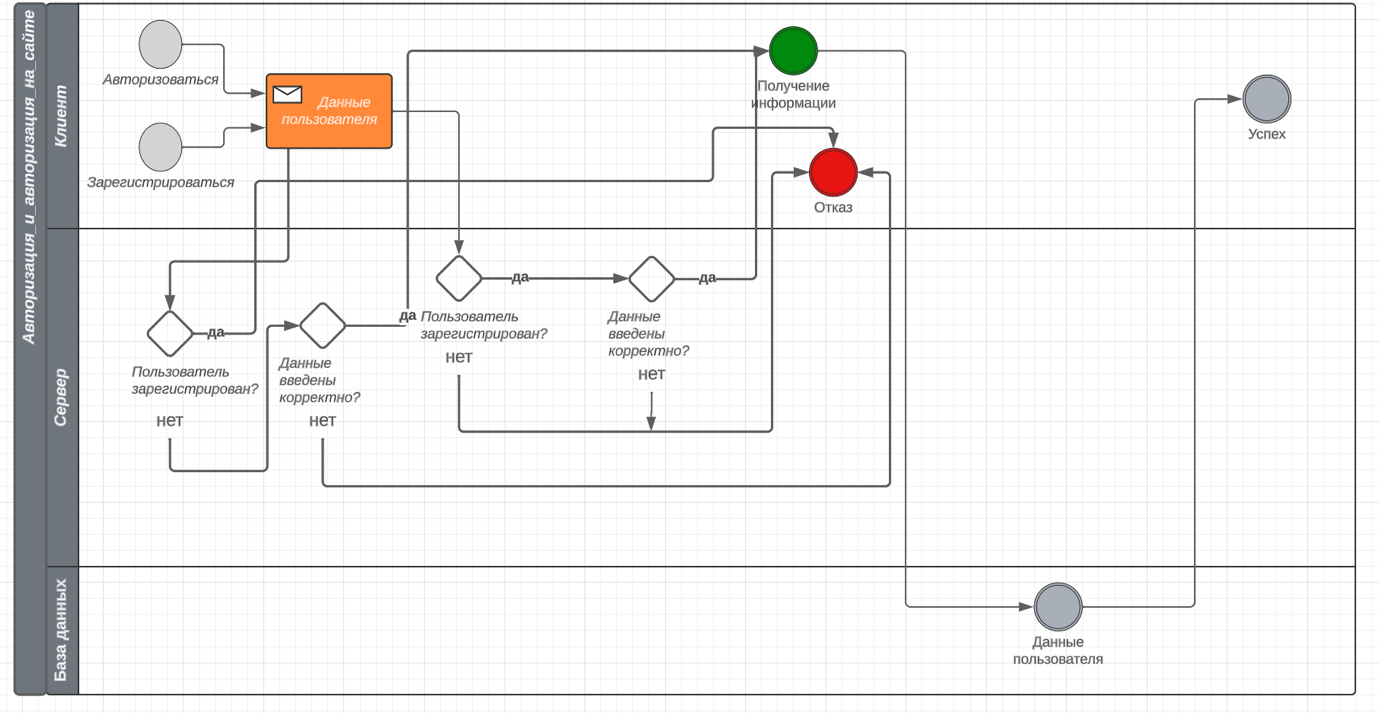 Авторизация_и_авторизация_на_сайте
Клиент
Авторизоваться
Зарегистрироваться
Данные
пользователя
Получение
информации
Отказ
Успех
Сервер
да
Пользователь
зарегистрирован?
нет
да
Данные
введены
корректно?
нет
да
Пользователь
зарегистрирован?
нет
да
Данные
введены
корректно?
нет
База данных
Данные
пользователя